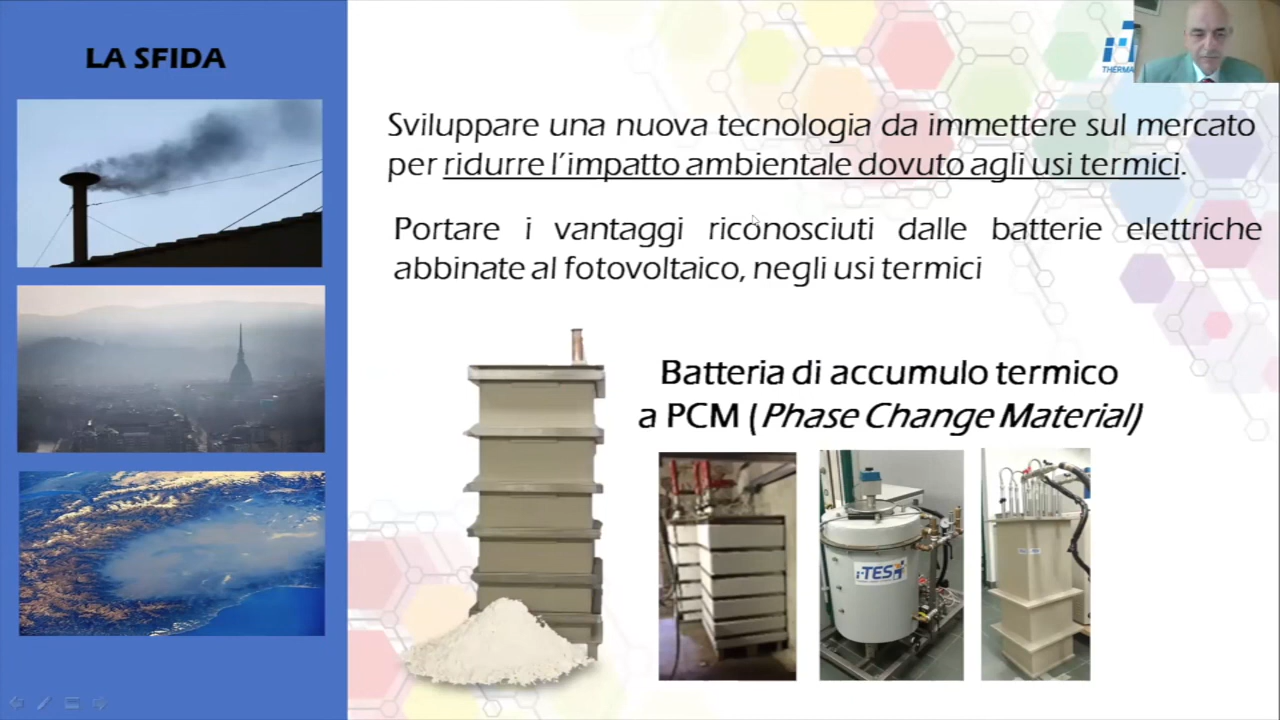 LA SFIDA
THERMA
Sviluppare una nuova tecnologia da immettere sul mercato
per ridurre l'impatto ambientale dovuto agli usi termici.
Portare i vantaggi riconosciuti dalle batterie elettriche
abbinate al fotovoltaico, negli usi termici
Batteria di accumulo termico
a PCM (Phase Change Material)
i-TES